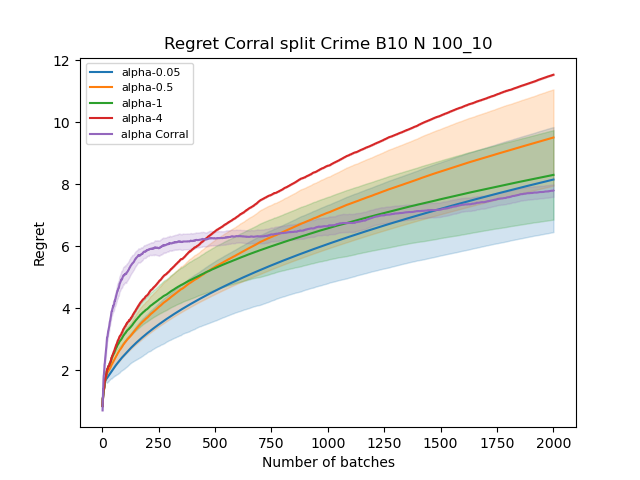 Regret Corral split Crime B10 N 100_10
12
10
8
6
4
2
Regret
alpha-0.05
alpha-0.5
alpha-1
alpha-4
alpha Corral
0 250 500 750 1000 1250 1500 1750 2000
Number of batches